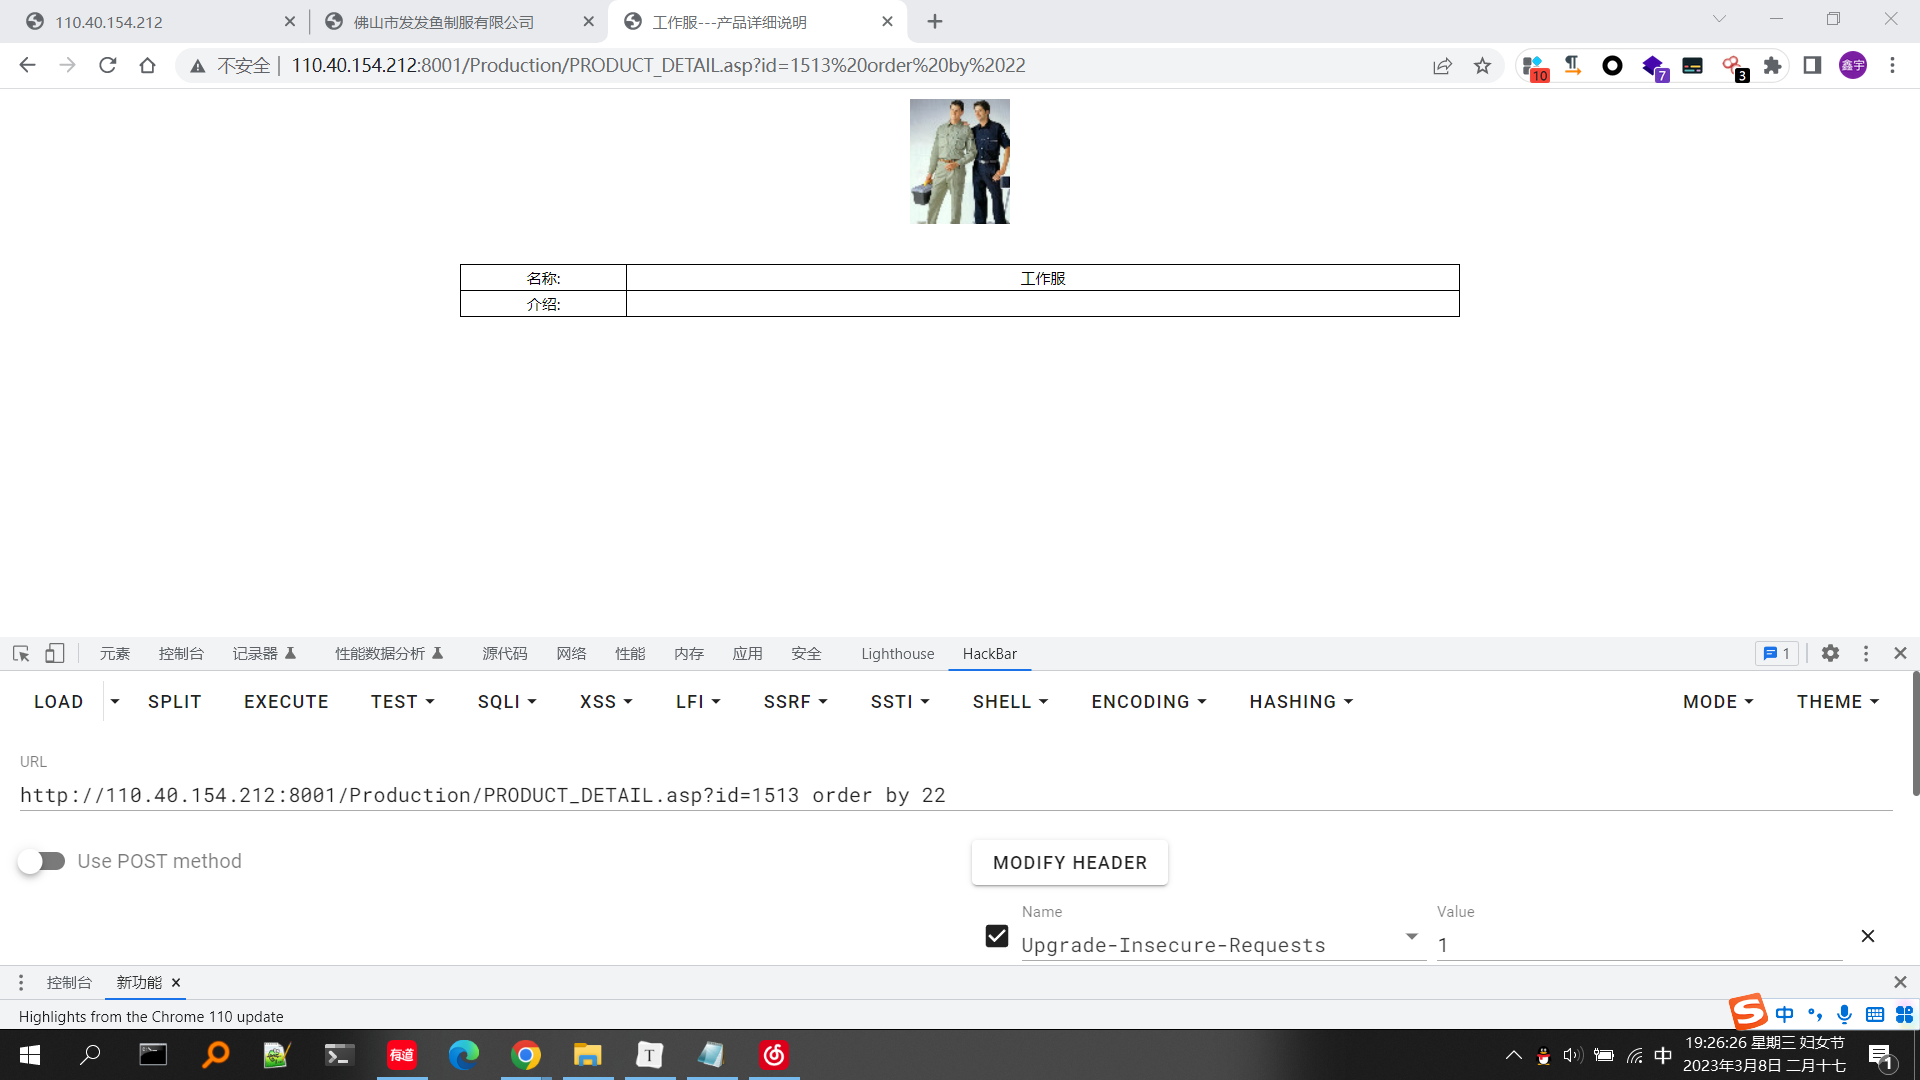 110.40.154.212
佛山市发发鱼制服有限公司
工作服---产品详细说明
不安全 | 110.40.154.212:8001/Production/PRODUCT_DETAIL.asp?id=1513%20order%20by%2022
10
7
3
鑫宇
名称: 工作服
介绍:
元素 控制台 记录器 性能数据分析 源代码 网络 性能 内存 应用 安全 Lighthouse HackBar 1
LOAD SPLIT EXECUTE TEST SQLI XSS LFI SSRF SSTI SHELL ENCODING HASHING MODE THEME
URL
http://110.40.154.212:8001/Production/PRODUCT_DETAIL.asp?id=1513 order by 22
Use POST method
MODIFY HEADER
Name Value
Upgrade-Insecure-Requests 1
控制台 新功能
Highlights from the Chrome 110 update
S 中
有道
T
中
19:26:26 星期三 妇女节
2023年3月8日 二月十七
1